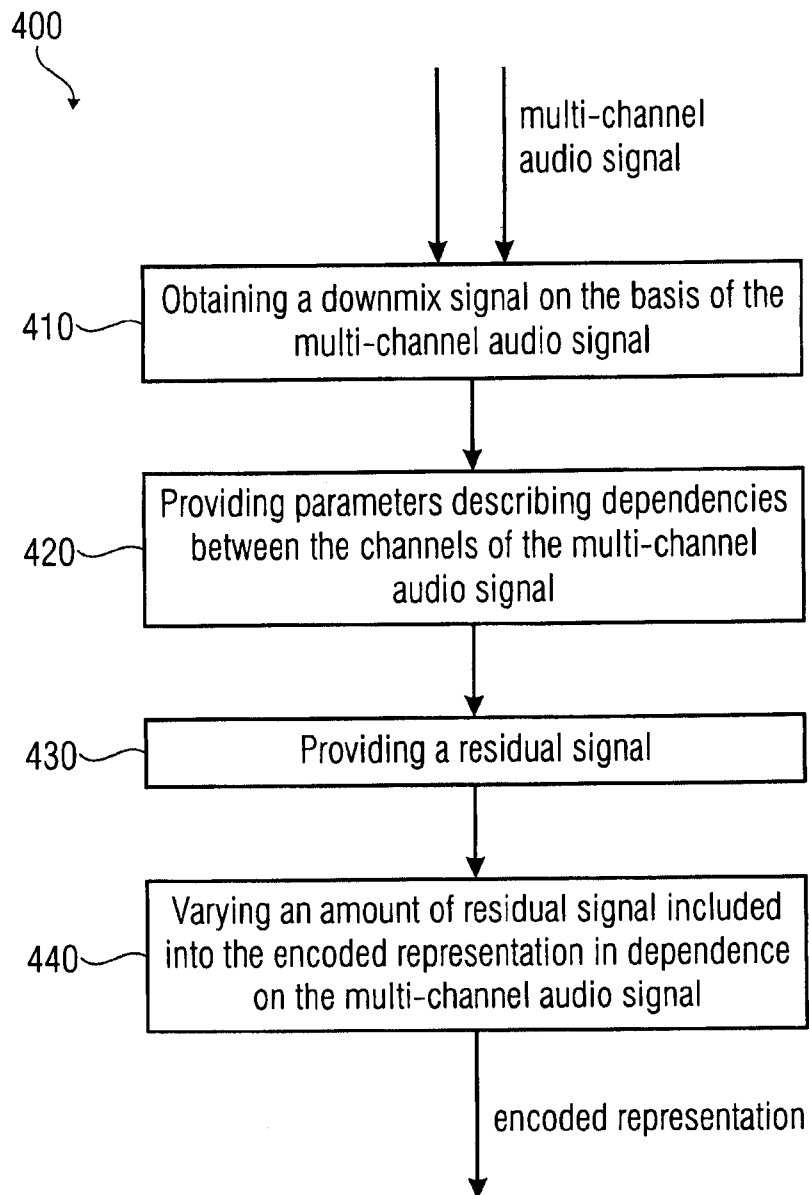 400
multi-channel
audio signal
410
Obtaining a downmix signal on the basis of the
multi-channel audio signal
420
Providing parameters describing dependencies
between the channels of the multi-channel
audio signal
430
Providing a residual signal
440
Varying an amount of residual signal included
into the encoded representation in dependence
on the multi-channel audio signal
encoded representation